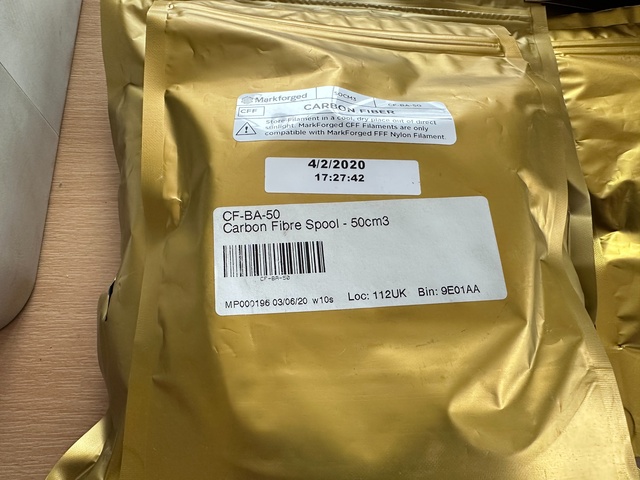 Markforged 50CM3 CF-BA-50
CFF CARBON FIBER
Store Filament in a cool, dry place out of direct
sunlight. MarkForged CFF Filaments are only
compatible with MarkForged FFF Nylon Filament.
4/2/2020
17:27:42
CF-BA-50
Carbon Fibre Spool - 50cm3
CF-BA-50
MP000196 03/06/20 w10s Loc: 112UK Bin: 9E01AA